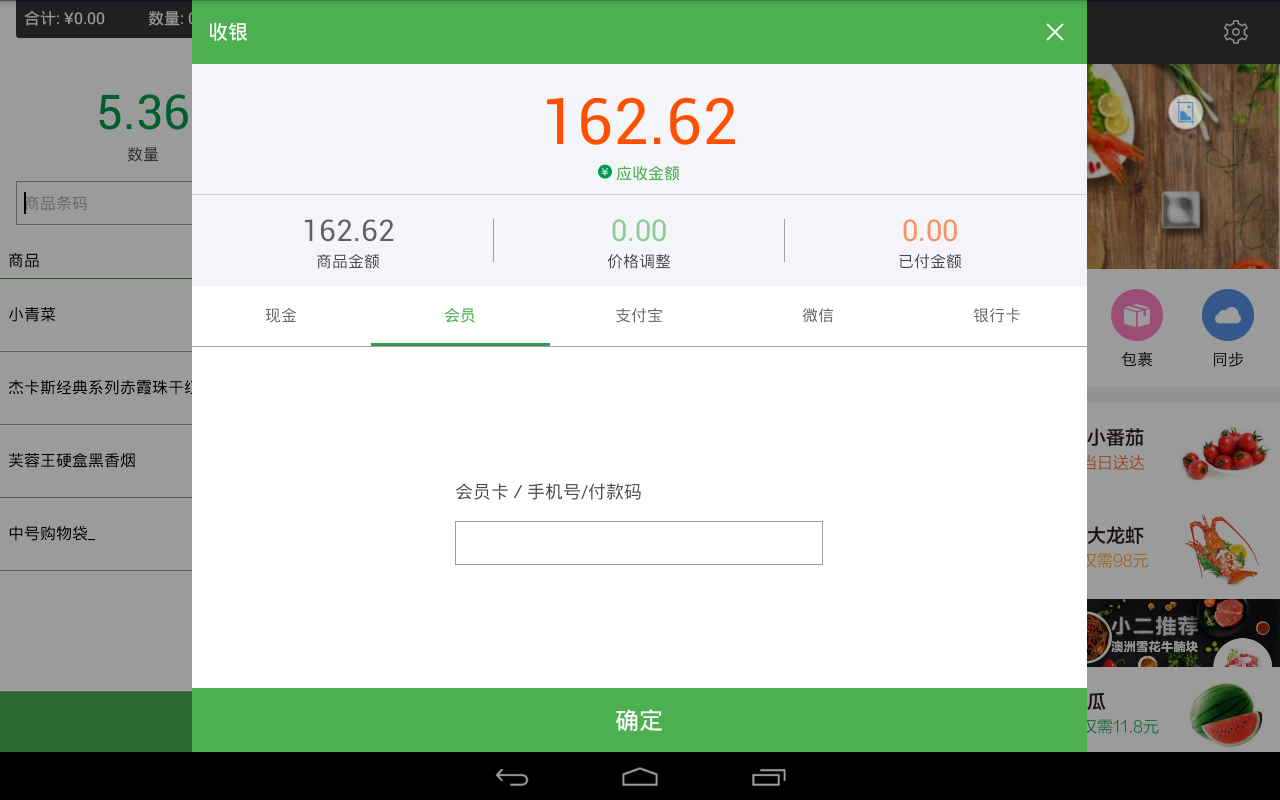 合计: ¥0.00 数量: 0
收银
5.36
数量
商品条码
商品
小青菜
杰卡斯经典系列赤霞珠干红
芙蓉王硬盒黑香烟
中号购物袋_
162.62
¥ 应收金额
162.62
商品金额
0.00
价格调整
0.00
已付金额
现金
会员
支付宝
微信
银行卡
会员卡 / 手机号/付款码
确定
包裹
同步
小番茄
当日送达
大龙虾
仅需98元
小二推荐
澳洲雪花牛腩块
瓜
仅需11.8元